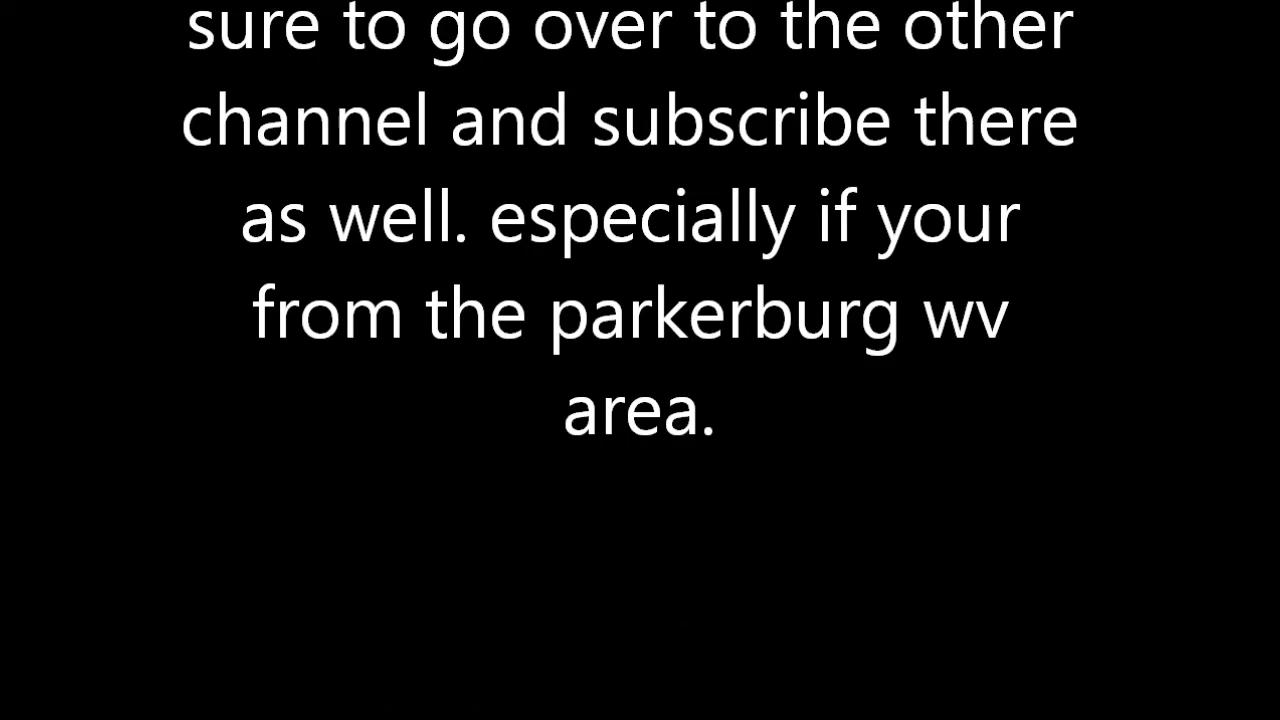 sure to go over to the other
channel and subscribe there
as well. especially if your
from the parkerburg wv
area.